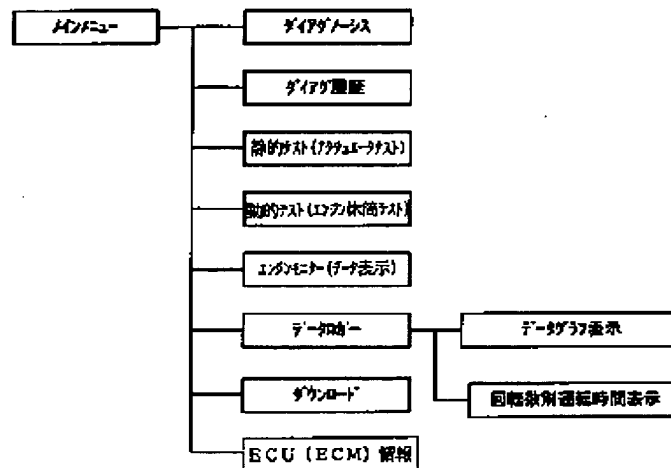 メインメニュー
ダイアグノーシス
ダイアグ履歴
静的テスト(アクチュエータテスト)
動的テスト(エンジン休筒テスト)
エンジンモニター(データ表示)
データロガー
データグラフ表示
ダウンロード
回転数別運転時間表示
ECU (ECM) 情報